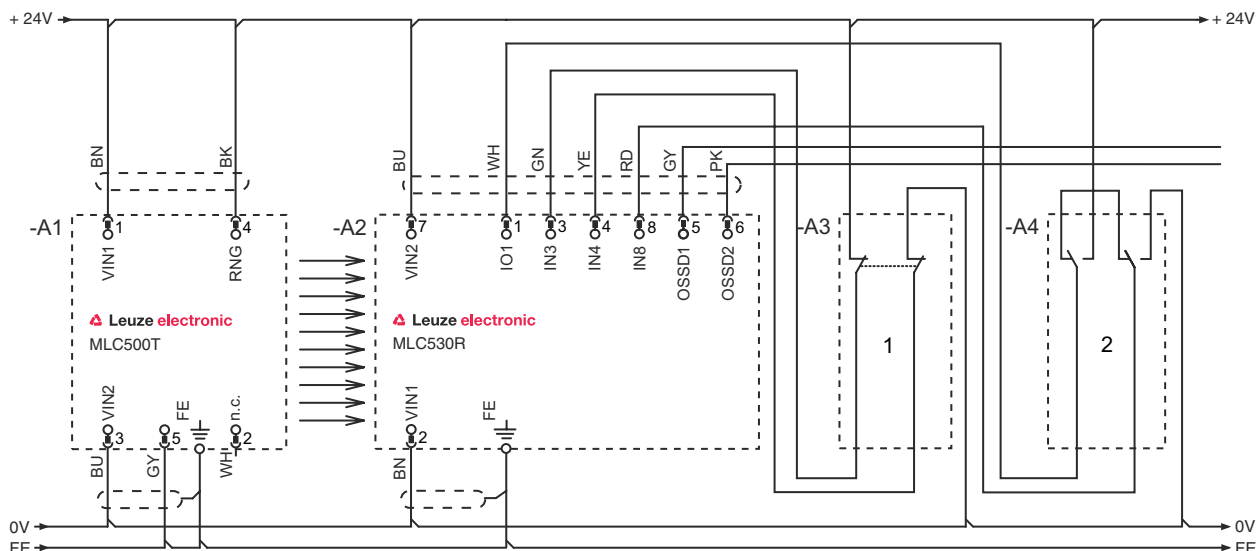 + 24V
+ 24V
BN
BK
BU
WH
GN
YE
RD
GY
PK
-A1
1
4
-A2
7
1
3
4
8
5
6
-A3
-A4
VIN1
RNG
VIN2
IO1
IN3
IN4
IN8
OSSD1
OSSD2
Leuze electronic
MLC500T
Leuze electronic
MLC530R
1
2
VIN2
FE
n.c.
VIN1
FE
3
5
2
2
BU
GY
WH
BN
0V
0V
FE
FE